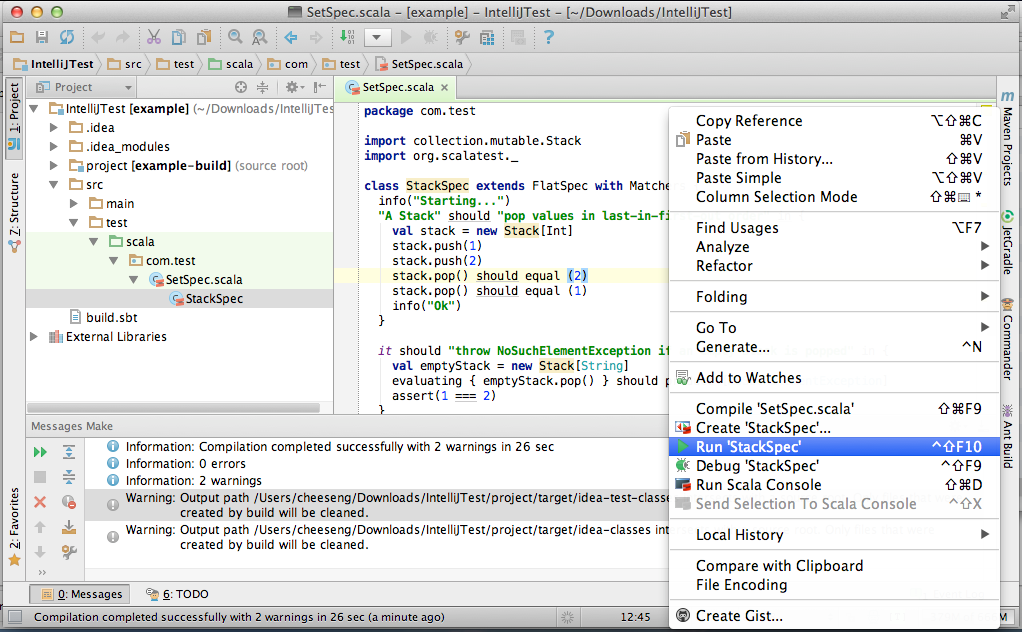 SetSpec.scala – [example] – IntelliJTest – [~/Downloads/IntelliJTest]
IntelliJTest src test scala com test SetSpec.scala
1: Project
Z: Structure
2: Favorites
Project
IntelliJTest [example] (~/Downloads/IntelliJTes
.idea
.idea_modules
project [example-build] (source root)
src
main
test
scala
com.test
SetSpec.scala
StackSpec
build.sbt
External Libraries
SetSpec.scala
package com.test
import collection.mutable.Stack
import org.scalatest._
class StackSpec extends FlatSpec with Matchers
info("Starting...")
"A Stack" should "pop values in last-in-fi
val stack = new Stack[Int]
stack.push(1)
stack.push(2)
stack.pop() should equal (2)
stack.pop() should equal (1)
info("Ok")
}
it should "throw NoSuchElementException if
val emptyStack = new Stack[String]
evaluating { emptyStack.pop() } should p
assert(1 === 2)
}
Copy Reference ⌥⇧⌘C
Paste ⌘V
Paste from History... ⇧⌘V
Paste Simple ⌥⇧⌘V
Column Selection Mode ⇧⌘⌨ *
Find Usages ⌥F7
Analyze
Refactor
Folding
Go To
Generate... ^N
Add to Watches
Compile 'SetSpec.scala' ⇧⌘F9
Create 'StackSpec'...
Run 'StackSpec' ^⇧F10
Debug 'StackSpec' ^⇧F9
Run Scala Console ⇧⌘D
Send Selection To Scala Console ^⇧X
Local History
Compare with Clipboard
File Encoding
Create Gist...
m
Maven Projects
JetGradle
Commander
Ant Build
Messages Make
Information: Compilation completed successfully with 2 warnings in 26 sec
Information: 0 errors
Information: 2 warnings
Warning: Output path /Users/cheeseng/Downloads/IntelliJTest/project/target/idea-test-classe
created by build will be cleaned.
Warning: Output path /Users/cheeseng/Downloads/IntelliJTest/project/target/idea-classes int
created by build will be cleaned.
0: Messages 6: TODO
Compilation completed successfully with 2 warnings in 26 sec (a minute ago) 12:45